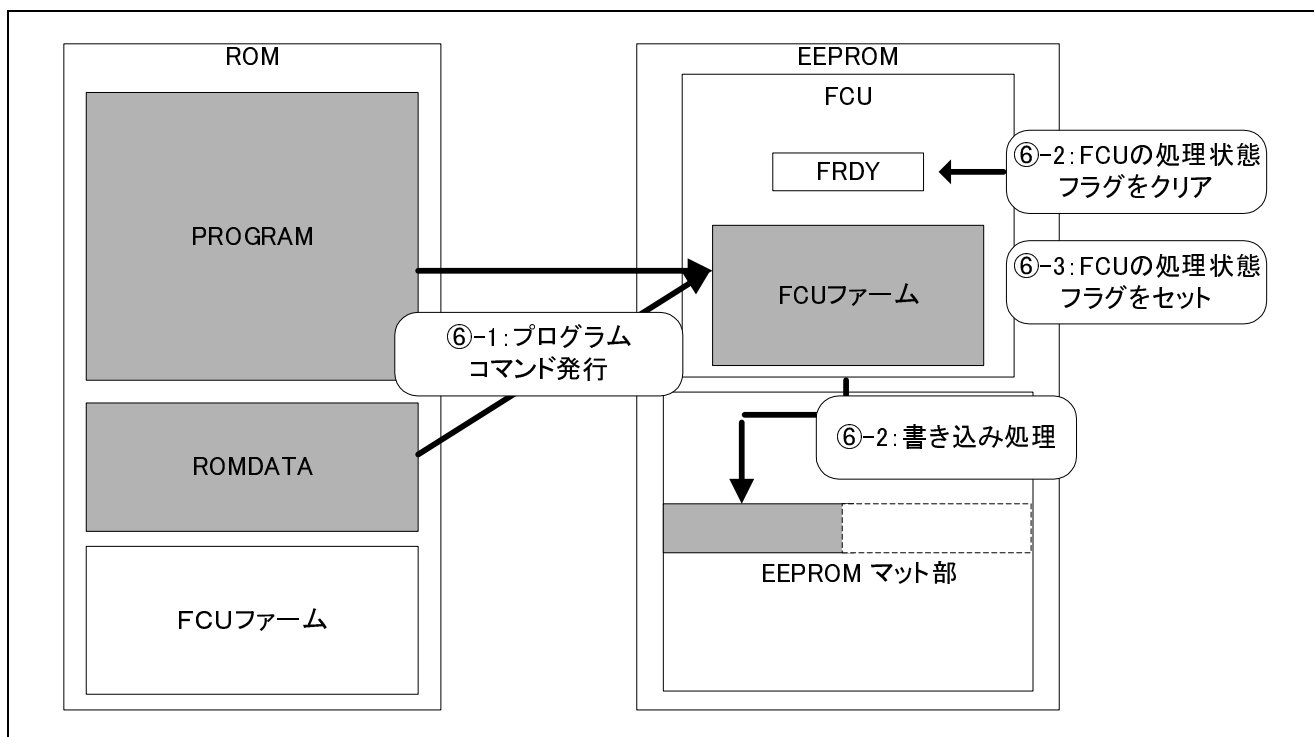 ROM
PROGRAM
ROMDATA
FCUファーム
⑥-1:プログラム
コマンド発行
EEPROM
FCU
FRDY
FCUファーム
⑥-2:FCUの処理状態
フラグをクリア
⑥-3:FCUの処理状態
フラグをセット
⑥-2:書き込み処理
EEPROM マット部